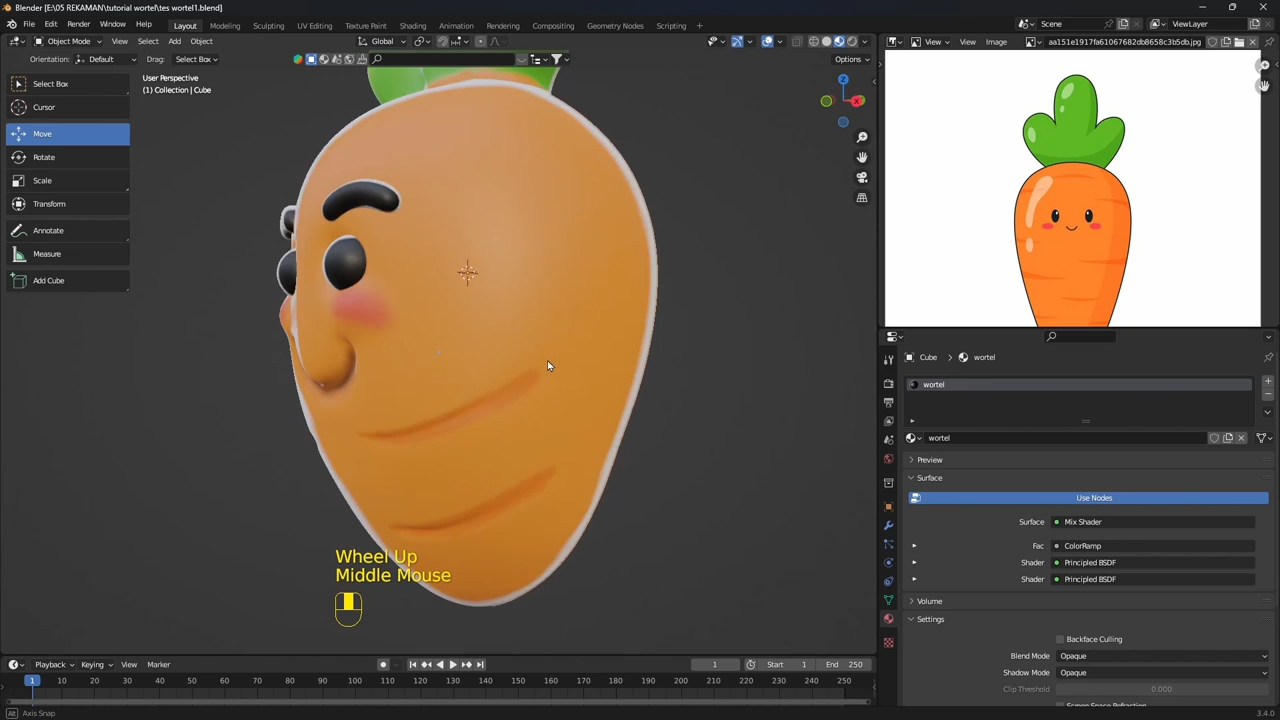 Blender [E:\05 REKAMAN\tutorial wortel\tes wortel1.blend]
File Edit Render Window Help
Layout Modeling Sculpting UV Editing Texture Paint Shading Animation Rendering Compositing Geometry Nodes Scripting +
Scene ViewLayer
Object Mode View Select Add Object Global
View View Image aa151e1917fa61067682db8658c3b5db.jpg
Orientation: Default Drag: Select Box Options
Select Box
Cursor
Move
Rotate
Scale
Transform
Annotate
Measure
Add Cube
User Perspective
(1) Collection | Cube
Z
X
Wheel Up
Middle Mouse
Cube > wortel
wortel
wortel
Preview
Surface
Use Nodes
Surface Mix Shader
Fac ColorRamp
Shader Principled BSDF
Shader Principled BSDF
Volume
Settings
Backface Culling
Blend Mode Opaque
Shadow Mode Opaque
Clip Threshold 0.000
Screen Space Refraction
Playback Keying View Marker 1 Start 1 End 250
1 10 20 30 40 50 60 70 80 90 100 110 120 130 140 150 160 170 180 190 200 210 220 230 240 250
Alt Axis Snap 3.4.0